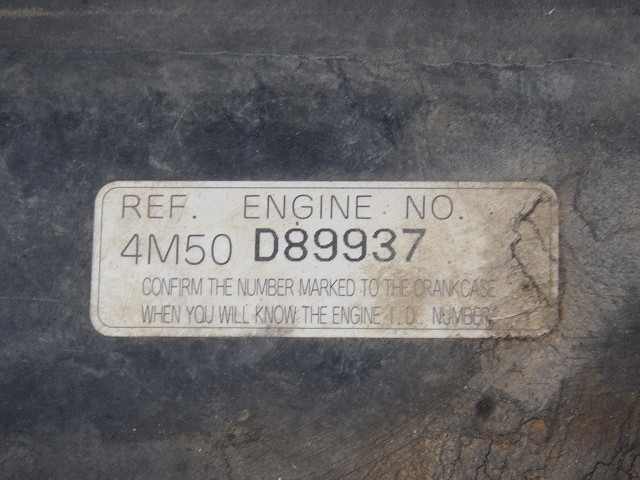 REF. ENGINE NO.
4M50 D89937
CONFIRM THE NUMBER MARKED TO THE CRANKCASE
WHEN YOU WILL KNOW THE ENGINE I.D. NUMBER.